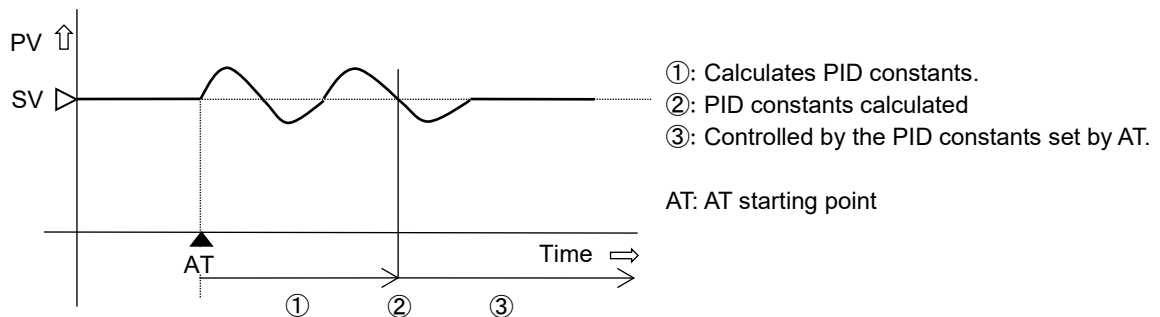 PV
SV
①: Calculates PID constants.
②: PID constants calculated
③: Controlled by the PID constants set by AT.
AT: AT starting point
Time
AT
① ② ③